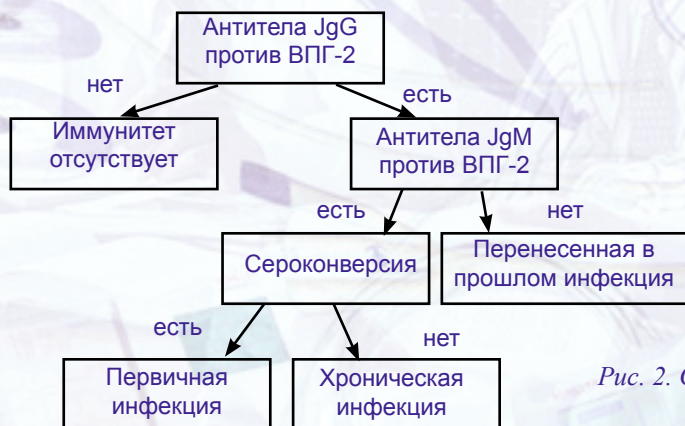 Антитела JgG
против ВПГ-2
нет
есть
Иммунитет
отсутствует
Антитела JgM
против ВПГ-2
есть
нет
Сероконверсия
Перенесенная в
прошлом инфекция
есть
нет
Первичная
инфекция
Хроническая
инфекция
Рис. 2.